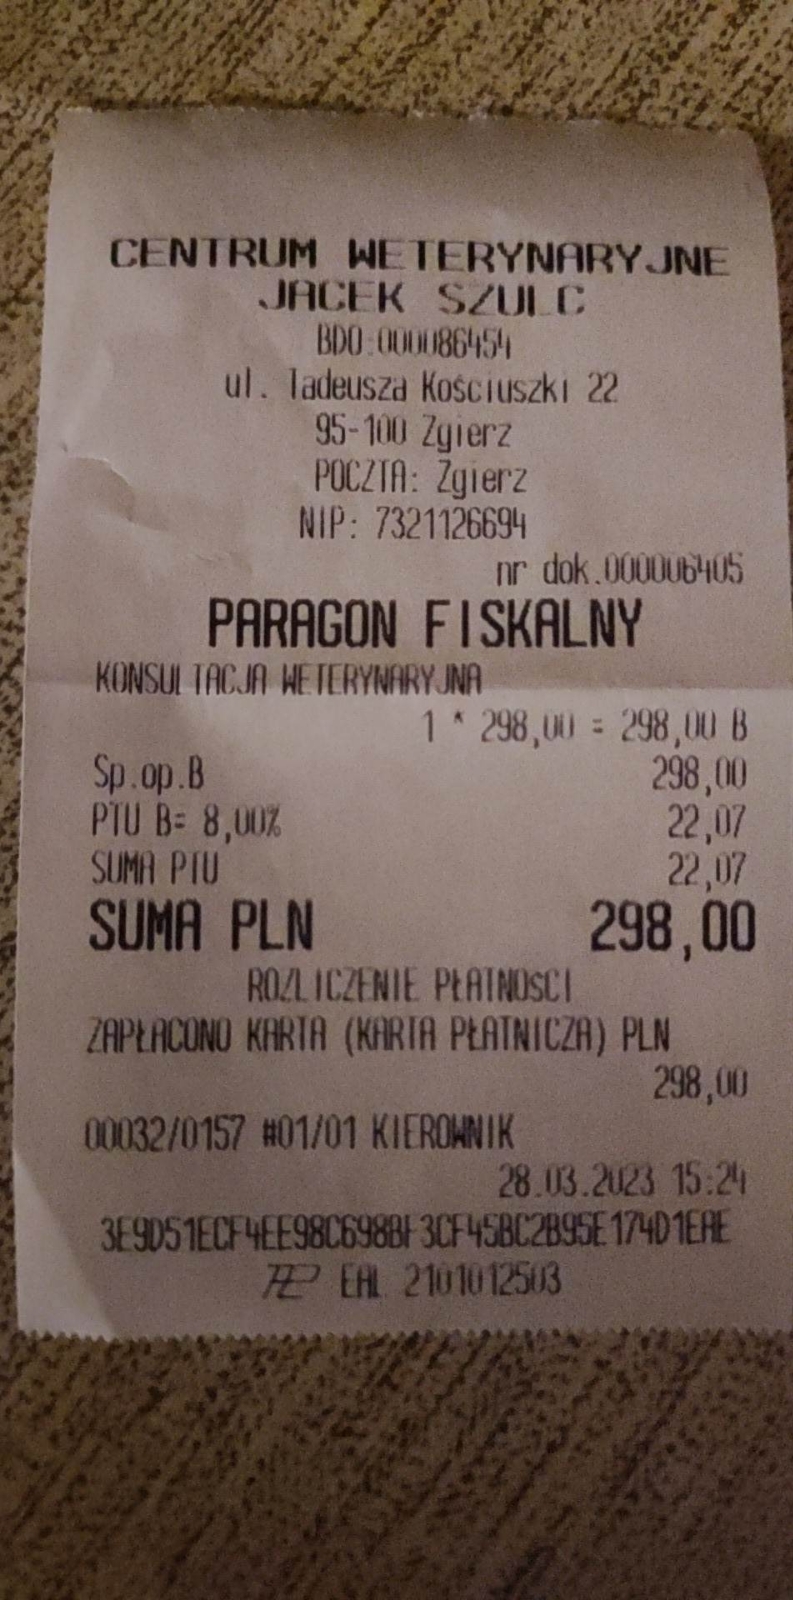 CENTRUM WETERYNARYJNE
JACEK SZULC
BDO:000086454
ul. Tadeusza Kościuszki 22
95-100 Zgierz
POCZTA: Zgierz
NIP: 7321126694
nr dok.000006405
PARAGON FISKALNY
KONSULTACJA WETERYNARYJNA
1 * 298,00 = 298,00 B
Sp.op.B 298,00
PTU B= 8,00% 22,07
SUMA PTU 22,07
SUMA PLN 298,00
ROZLICZENIE PŁATNOŚCI
ZAPŁACONO KARTA (KARTA PŁATNICZA) PLN
298,00
00032/0157 #01/01 KIEROWNIK
28.03.2023 15:24
3E9D51ECF4EE98C698BF3CF45BC2B95E174D1EAE
EAL 2101012503